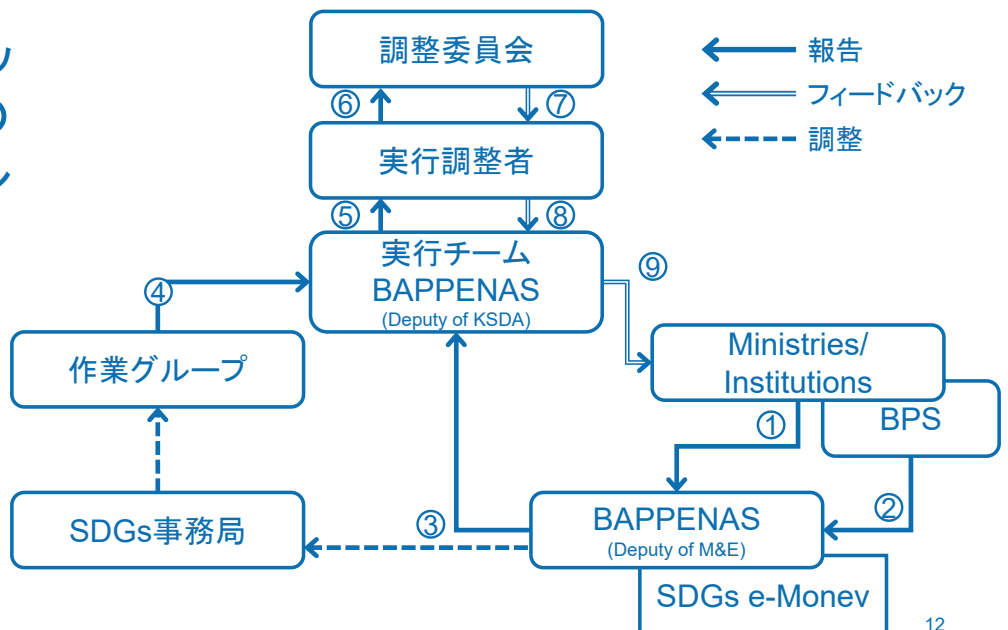 調整委員会
報告
フィードバック
調整
⑥
⑦
実行調整者
⑤
⑧
実行チーム
BAPPENAS
(Deputy of KSDA)
⑨
④
作業グループ
Ministries/
Institutions
BPS
①
②
SDGs事務局
③
BAPPENAS
(Deputy of M&E)
SDGs e-Monev
12